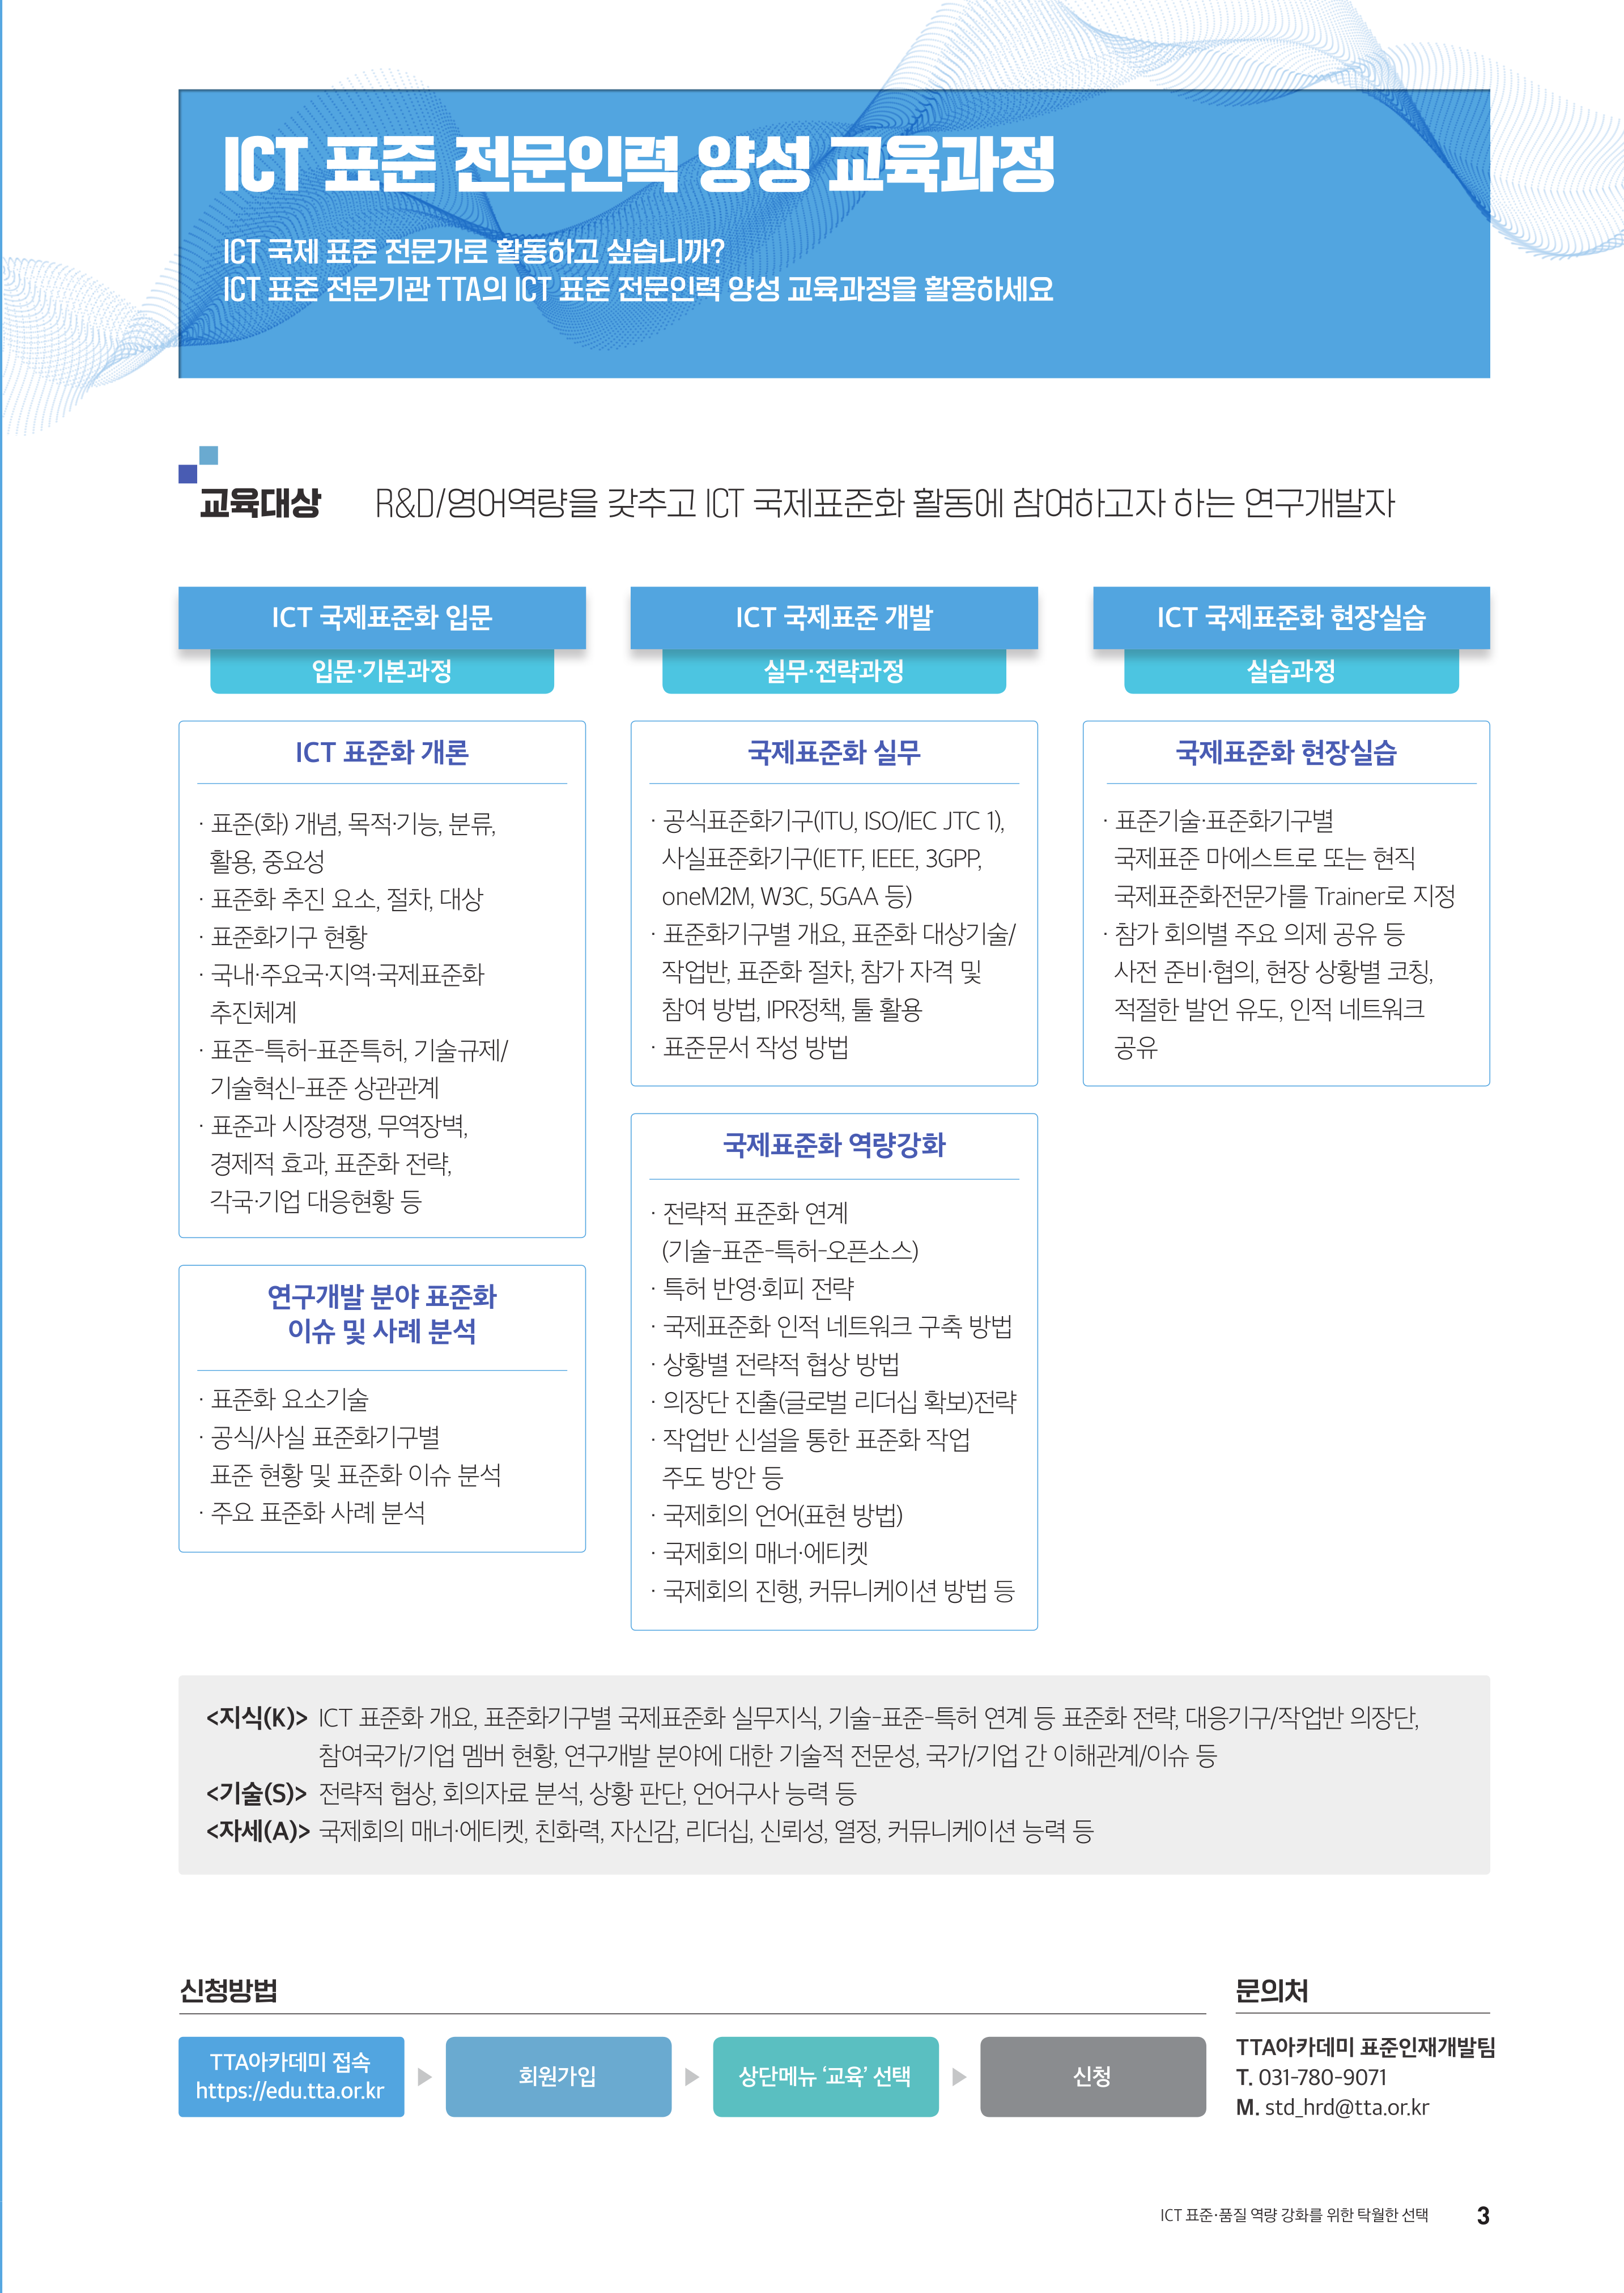 ICT 표준 전문인력 양성 교육과정
ICT 국제 표준 전문가로 활동하고 싶습니까?
ICT 표준 전문기관 TTA의 ICT 표준 전문인력 양성 교육과정을 활용하세요
교육대상
R&D/영어역량을 갖추고 ICT 국제표준화 활동에 참여하고자 하는 연구개발자
ICT 국제표준화 입문
입문·기본과정
ICT 표준화 개론
· 표준(화) 개념, 목적·기능, 분류,
활용, 중요성
· 표준화 추진 요소, 절차, 대상
· 표준화기구 현황
· 국내·주요국·지역·국제표준화
추진체계
· 표준-특허-표준특허, 기술규제/
기술혁신-표준 상관관계
· 표준과 시장경쟁, 무역장벽,
경제적 효과, 표준화 전략,
각국·기업 대응현황 등
연구개발 분야 표준화
이슈 및 사례 분석
· 표준화 요소기술
· 공식/사실 표준화기구별
표준 현황 및 표준화 이슈 분석
· 주요 표준화 사례 분석
ICT 국제표준 개발
실무·전략과정
국제표준화 실무
· 공식표준화기구(ITU, ISO/IEC JTC 1),
사실표준화기구(IETF, IEEE, 3GPP,
oneM2M, W3C, 5GAA 등)
· 표준화기구별 개요, 표준화 대상기술/
작업반, 표준화 절차, 참가 자격 및
참여 방법, IPR정책, 툴 활용
· 표준문서 작성 방법
국제표준화 역량강화
· 전략적 표준화 연계
(기술-표준-특허-오픈소스)
· 특허 반영·회피 전략
· 국제표준화 인적 네트워크 구축 방법
· 상황별 전략적 협상 방법
· 의장단 진출(글로벌 리더십 확보)전략
· 작업반 신설을 통한 표준화 작업
주도 방안 등
· 국제회의 언어(표현 방법)
· 국제회의 매너·에티켓
· 국제회의 진행, 커뮤니케이션 방법 등
ICT 국제표준화 현장실습
실습과정
국제표준화 현장실습
· 표준기술·표준화기구별
국제표준 마에스트로 또는 현직
국제표준화전문가를 Trainer로 지정
· 참가 회의별 주요 의제 공유 등
사전 준비·협의, 현장 상황별 코칭,
적절한 발언 유도, 인적 네트워크
공유
<지식(K)> ICT 표준화 개요, 표준화기구별 국제표준화 실무지식, 기술-표준-특허 연계 등 표준화 전략, 대응기구/작업반 의장단,
참여국가/기업 멤버 현황, 연구개발 분야에 대한 기술적 전문성, 국가/기업 간 이해관계/이슈 등
<기술(S)> 전략적 협상, 회의자료 분석, 상황 판단, 언어구사 능력 등
<자세(A)> 국제회의 매너·에티켓, 친화력, 자신감, 리더십, 신뢰성, 열정, 커뮤니케이션 능력 등
신청방법
TTA아카데미 접속
https://edu.tta.or.kr
회원가입
상단메뉴 ‘교육’ 선택
신청
문의처
TTA아카데미 표준인재개발팀
T. 031-780-9071
M. std_hrd@tta.or.kr
ICT 표준·품질 역량 강화를 위한 탁월한 선택
3